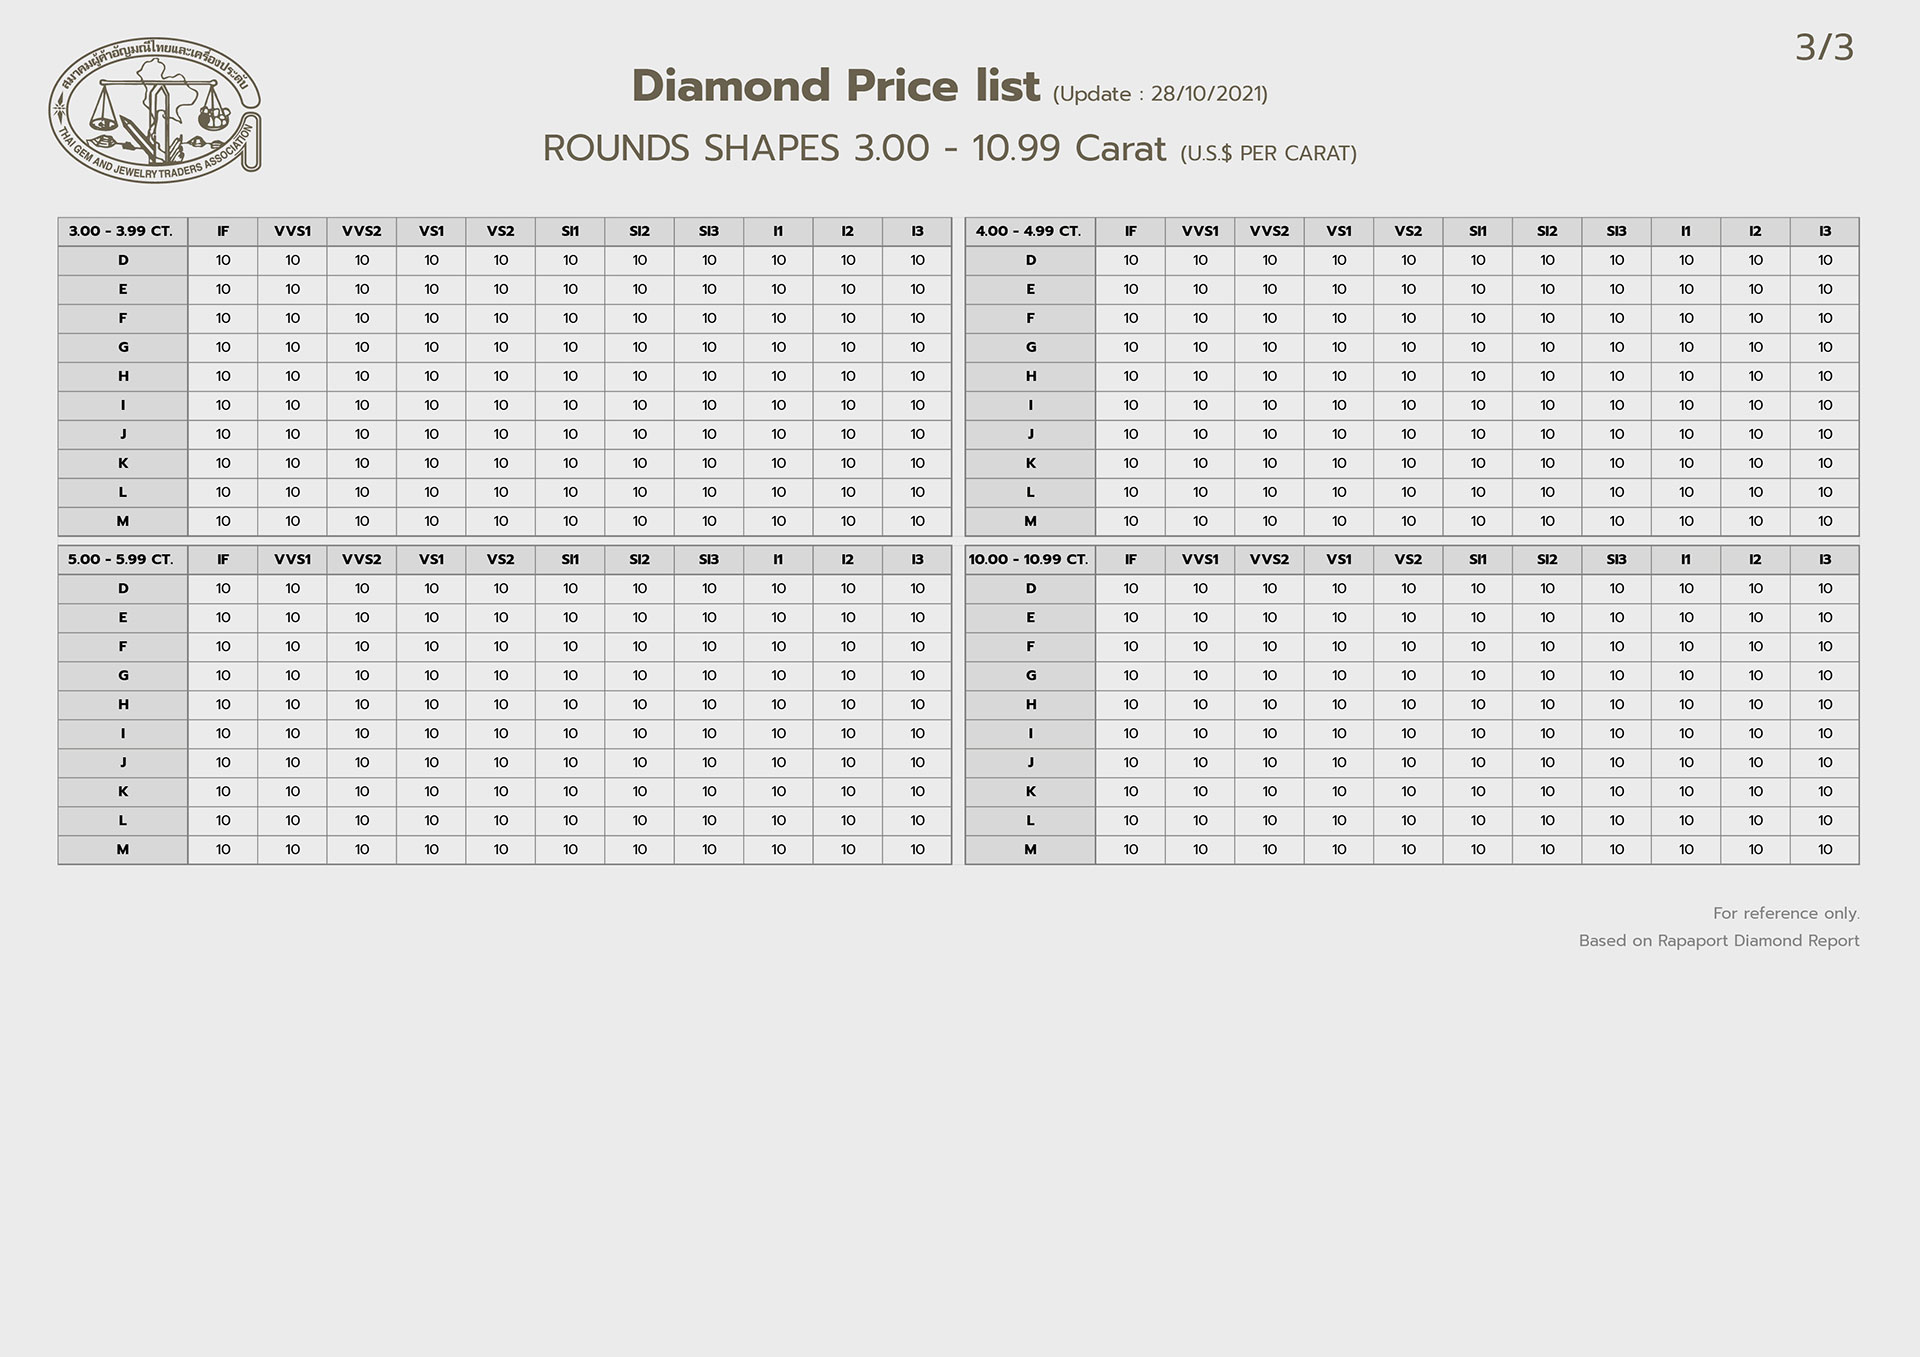 สมาคมผู้ค้าอัญมณีไทยและเครื่องประดับ
THAI GEM AND JEWELRY TRADERS ASSOCIATION
3/3
Diamond Price list (Update : 28/10/2021)
ROUNDS SHAPES 3.00 - 10.99 Carat (U.S.$ PER CARAT)
3.00 - 3.99 CT. IF VVS1 VVS2 VS1 VS2 SI1 SI2 SI3 I1 I2 I3
D 10 10 10 10 10 10 10 10 10 10 10
E 10 10 10 10 10 10 10 10 10 10 10
F 10 10 10 10 10 10 10 10 10 10 10
G 10 10 10 10 10 10 10 10 10 10 10
H 10 10 10 10 10 10 10 10 10 10 10
I 10 10 10 10 10 10 10 10 10 10 10
J 10 10 10 10 10 10 10 10 10 10 10
K 10 10 10 10 10 10 10 10 10 10 10
L 10 10 10 10 10 10 10 10 10 10 10
M 10 10 10 10 10 10 10 10 10 10 10
4.00 - 4.99 CT. IF VVS1 VVS2 VS1 VS2 SI1 SI2 SI3 I1 I2 I3
D 10 10 10 10 10 10 10 10 10 10 10
E 10 10 10 10 10 10 10 10 10 10 10
F 10 10 10 10 10 10 10 10 10 10 10
G 10 10 10 10 10 10 10 10 10 10 10
H 10 10 10 10 10 10 10 10 10 10 10
I 10 10 10 10 10 10 10 10 10 10 10
J 10 10 10 10 10 10 10 10 10 10 10
K 10 10 10 10 10 10 10 10 10 10 10
L 10 10 10 10 10 10 10 10 10 10 10
M 10 10 10 10 10 10 10 10 10 10 10
5.00 - 5.99 CT. IF VVS1 VVS2 VS1 VS2 SI1 SI2 SI3 I1 I2 I3
D 10 10 10 10 10 10 10 10 10 10 10
E 10 10 10 10 10 10 10 10 10 10 10
F 10 10 10 10 10 10 10 10 10 10 10
G 10 10 10 10 10 10 10 10 10 10 10
H 10 10 10 10 10 10 10 10 10 10 10
I 10 10 10 10 10 10 10 10 10 10 10
J 10 10 10 10 10 10 10 10 10 10 10
K 10 10 10 10 10 10 10 10 10 10 10
L 10 10 10 10 10 10 10 10 10 10 10
M 10 10 10 10 10 10 10 10 10 10 10
10.00 - 10.99 CT. IF VVS1 VVS2 VS1 VS2 SI1 SI2 SI3 I1 I2 I3
D 10 10 10 10 10 10 10 10 10 10 10
E 10 10 10 10 10 10 10 10 10 10 10
F 10 10 10 10 10 10 10 10 10 10 10
G 10 10 10 10 10 10 10 10 10 10 10
H 10 10 10 10 10 10 10 10 10 10 10
I 10 10 10 10 10 10 10 10 10 10 10
J 10 10 10 10 10 10 10 10 10 10 10
K 10 10 10 10 10 10 10 10 10 10 10
L 10 10 10 10 10 10 10 10 10 10 10
M 10 10 10 10 10 10 10 10 10 10 10
For reference only.
Based on Rapaport Diamond Report